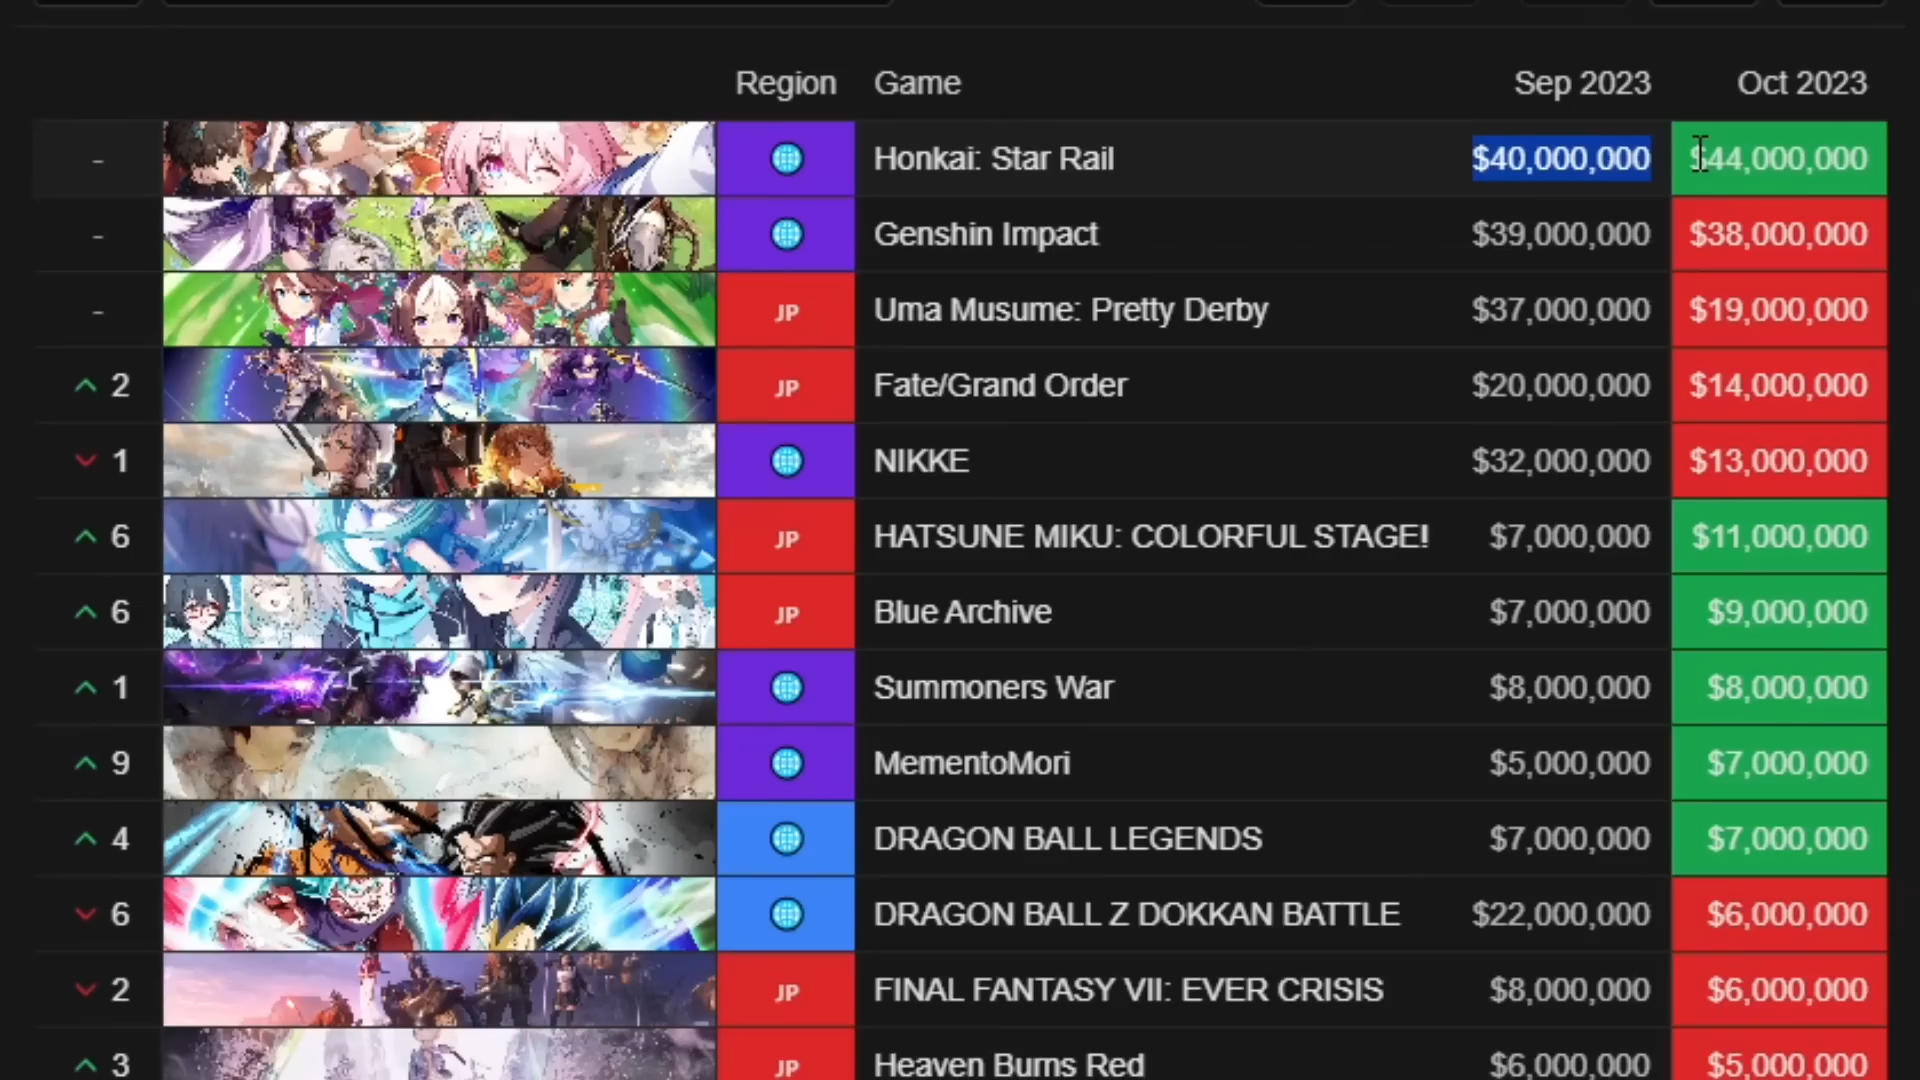 Region Game Sep 2023 Oct 2023
- Honkai: Star Rail $40,000,000 $44,000,000
- Genshin Impact $39,000,000 $38,000,000
- JP Uma Musume: Pretty Derby $37,000,000 $19,000,000
2 JP Fate/Grand Order $20,000,000 $14,000,000
1 NIKKE $32,000,000 $13,000,000
6 JP HATSUNE MIKU: COLORFUL STAGE! $7,000,000 $11,000,000
6 JP Blue Archive $7,000,000 $9,000,000
1 Summoners War $8,000,000 $8,000,000
9 MementoMori $5,000,000 $7,000,000
4 DRAGON BALL LEGENDS $7,000,000 $7,000,000
6 DRAGON BALL Z DOKKAN BATTLE $22,000,000 $6,000,000
2 JP FINAL FANTASY VII: EVER CRISIS $8,000,000 $6,000,000
3 JP Heaven Burns Red $6,000,000 $5,000,000